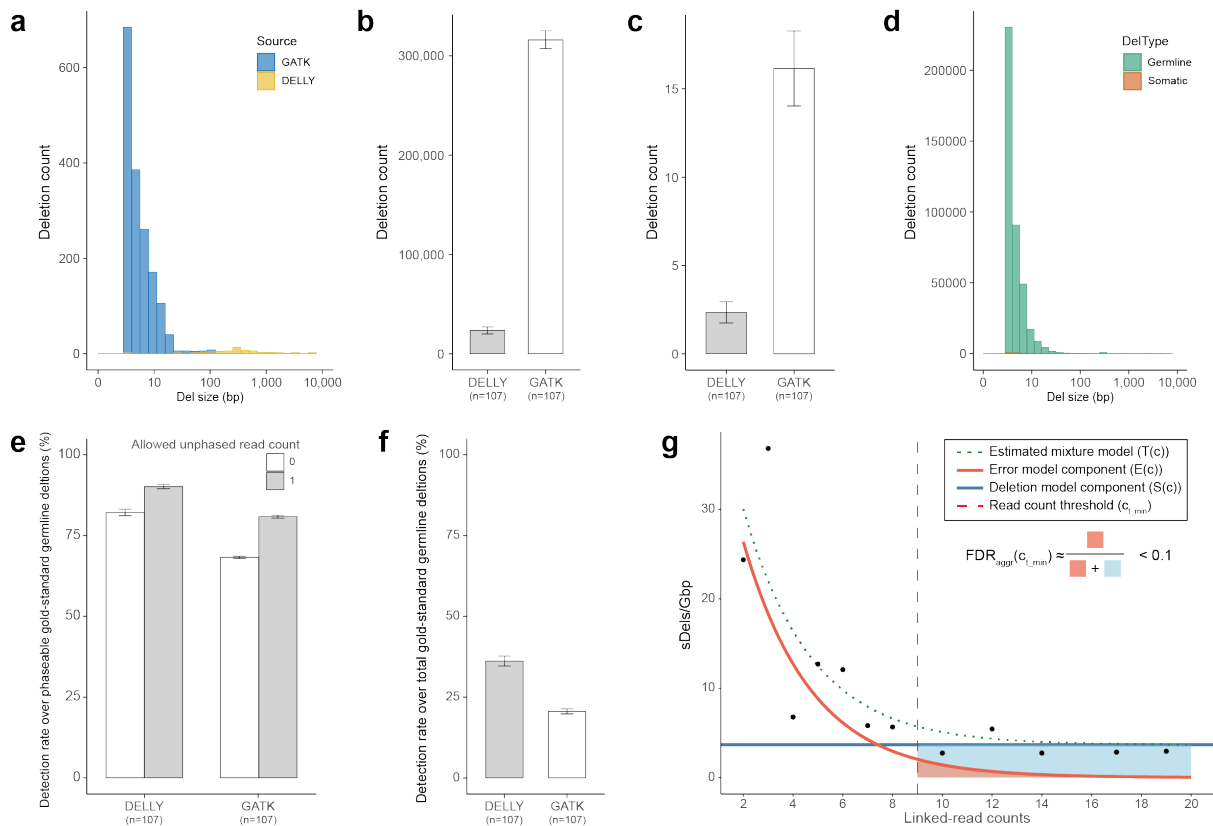 a
Deletion count
600
400
200
0
Source
GATK
DELLY
0
10
100
1,000
10,000
Del size (bp)
b
Deletion count
300,000
200,000
100,000
0
DELLY
(n=107)
GATK
(n=107)
c
Deletion count
15
10
5
0
DELLY
(n=107)
GATK
(n=107)
d
Deletion count
200000
150000
100000
50000
0
DelType
Germline
Somatic
0
10
100
1,000
10,000
Del size (bp)
e
Detection rate over phaseable gold-standard germline deltions (%)
100
75
50
25
0
Allowed unphased read count
0
1
DELLY
(n=107)
GATK
(n=107)
f
Detection rate over total gold-standard germline deltions (%)
100
75
50
25
0
DELLY
(n=107)
GATK
(n=107)
g
sDels/Gbp
30
20
10
0
Estimated mixture model (T(c))
Error model component (E(c))
Deletion model component (S(c))
Read count threshold (c_l_min)
FDR_aggr(c_l_min) ≈
+
< 0.1
2
4
6
8
10
12
14
16
18
20
Linked-read counts